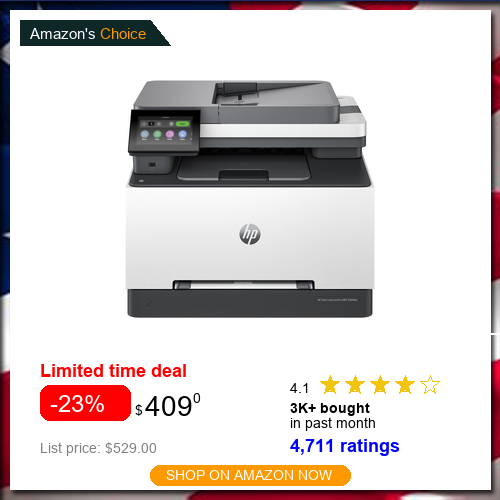 Amazon's Choice
hp
Limited time deal
-23%
$4090
List price: $529.00
4.1
3K+ bought
in past month
4,711 ratings
SHOP ON AMAZON NOW